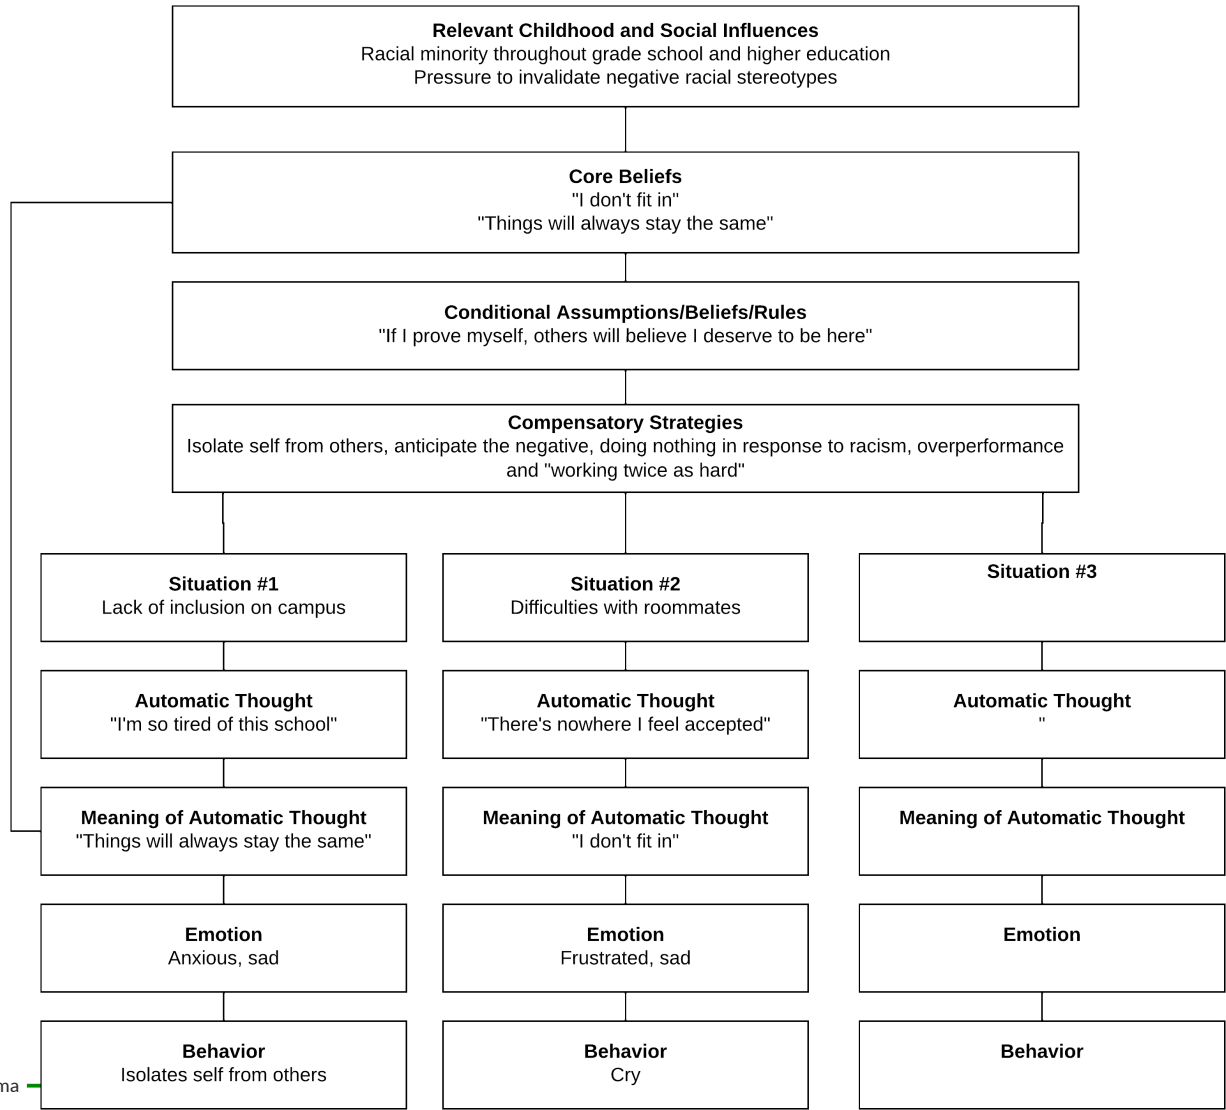 Relevant Childhood and Social Influences
Racial minority throughout grade school and higher education
Pressure to invalidate negative racial stereotypes
Core Beliefs
"I don't fit in"
"Things will always stay the same"
Conditional Assumptions/Beliefs/Rules
"If I prove myself, others will believe I deserve to be here"
Compensatory Strategies
Isolate self from others, anticipate the negative, doing nothing in response to racism, overperformance
and "working twice as hard"
Situation #1
Lack of inclusion on campus
Situation #2
Difficulties with roommates
Situation #3
Automatic Thought
"I'm so tired of this school"
Automatic Thought
"There's nowhere I feel accepted"
Automatic Thought
"
Meaning of Automatic Thought
"Things will always stay the same"
Meaning of Automatic Thought
"I don't fit in"
Meaning of Automatic Thought
Emotion
Anxious, sad
Emotion
Frustrated, sad
Emotion
Behavior
Isolates self from others
Behavior
Cry
Behavior
ma